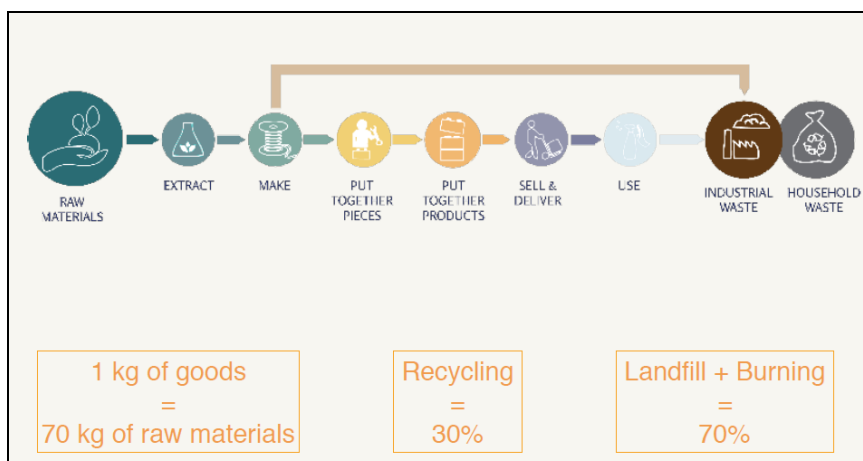 RAW
MATERIALS
EXTRACT
MAKE
PUT
TOGETHER
PIECES
PUT
TOGETHER
PRODUCTS
SELL &
DELIVER
USE
INDUSTRIAL
WASTE
HOUSEHOLD
WASTE
1 kg of goods
=
70 kg of raw materials
Recycling
=
30%
Landfill + Burning
=
70%